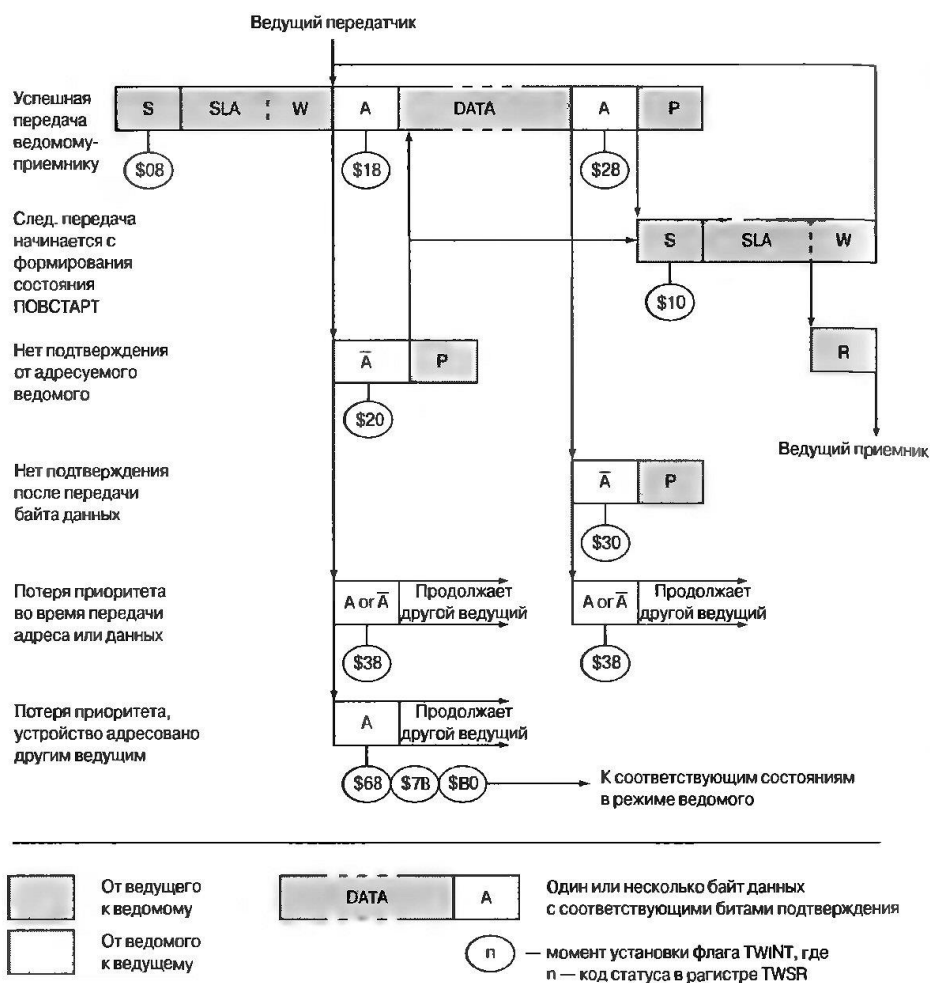 Ведущий передатчик
Успешная
передача
ведомому-
приемнику
S SLA W A DATA A P
$08 $18 $28
След. передача
начинается с
формирования
состояния
ПОВСТАРТ
S SLA W
$10
Нет подтверждения
от адресуемого
ведомого
A̅ P
$20
R
Ведущий приемник
Нет подтверждения
после передачи
байта данных
A̅ P
$30
Потеря приоритета
во время передачи
адреса или данных
A or A̅
Продолжает
другой ведущий
$38
A or A̅
Продолжает
другой ведущий
$38
Потеря приоритета,
устройство адресовано
другим ведущим
A
Продолжает
другой ведущий
$68 $7B $B0
К соответствующим состояниям
в режиме ведомого
От ведущего
к ведомому
DATA A
Один или несколько байт данных
с соответствующими битами подтверждения
От ведомого
к ведущему
n
— момент установки флага TWINT, где
n — код статуса в рагистре TWSR